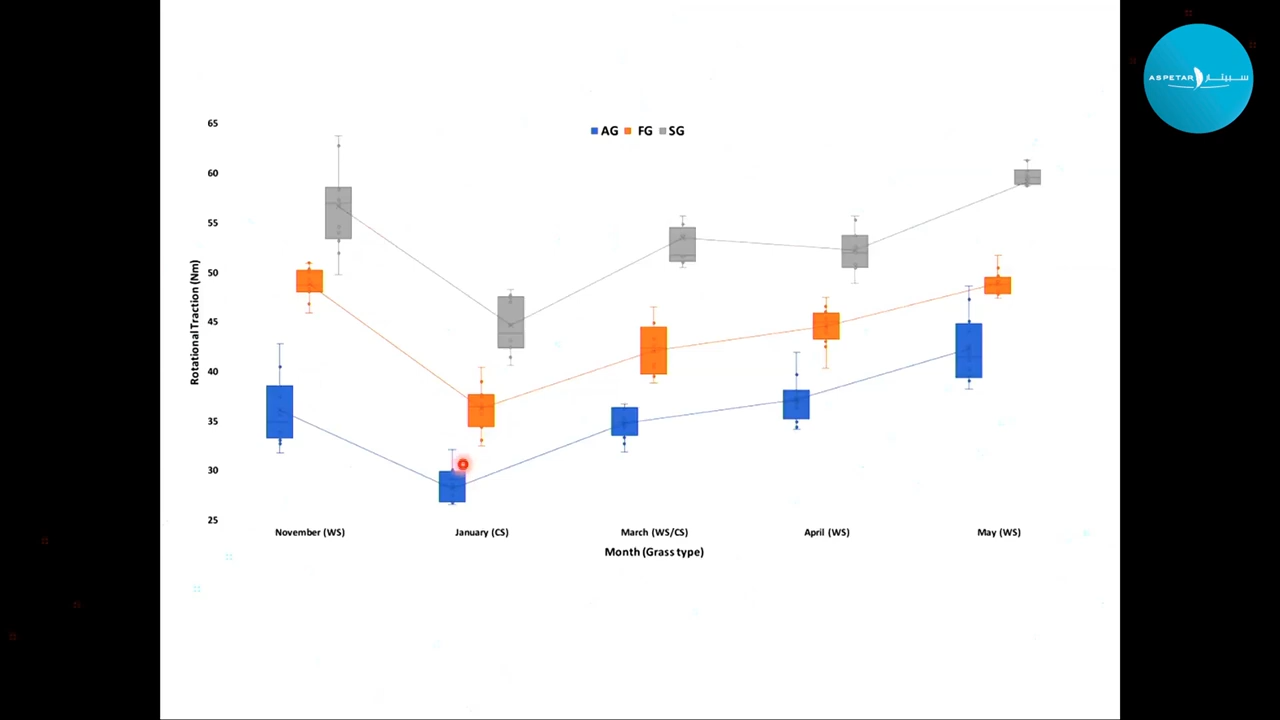 ASPETAR سبيتار
65
AG FG SG
60
55
50
45
40
35
30
25
Rotational Traction (Nm)
November (WS) January (CS) March (WS/CS) April (WS) May (WS)
Month (Grass type)